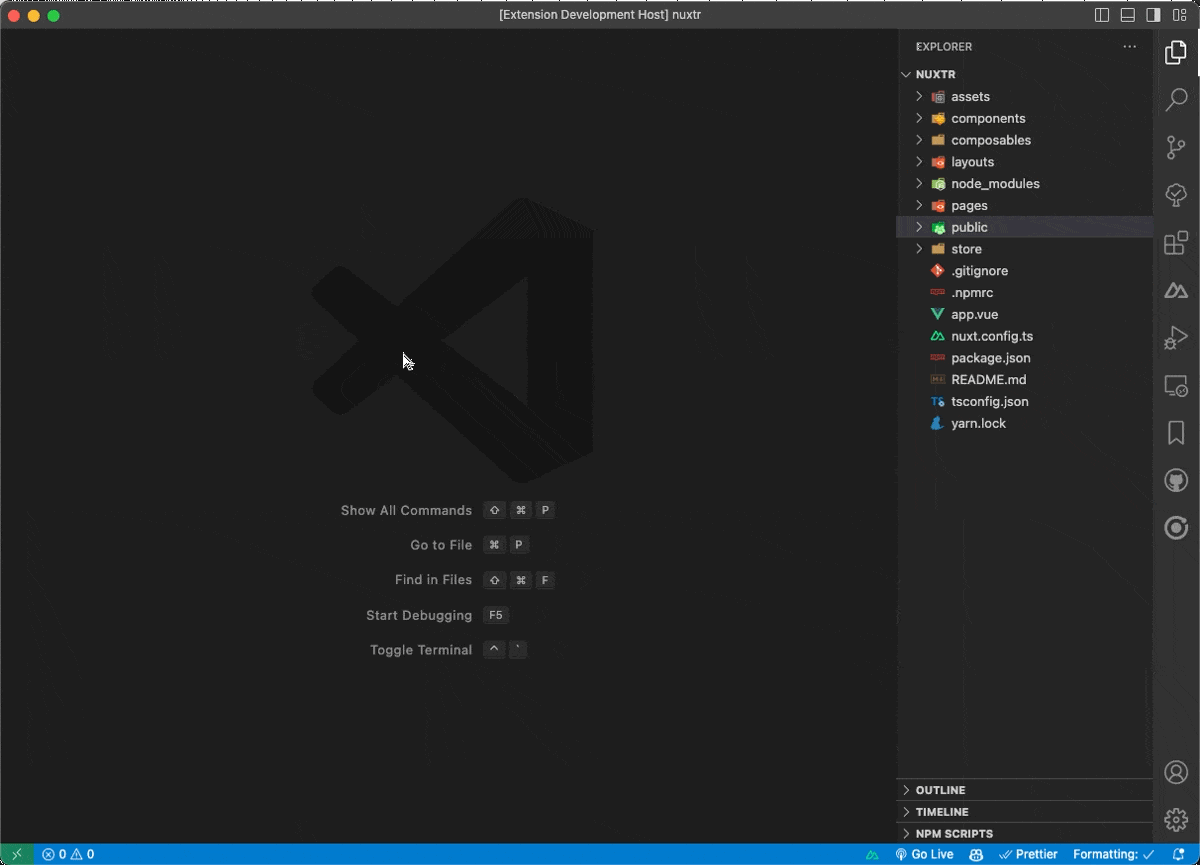 [Extension Development Host] nuxtr
EXPLORER
NUXTR
assets
components
composables
layouts
node_modules
pages
public
store
.gitignore
.npmrc
app.vue
nuxt.config.ts
package.json
README.md
TS tsconfig.json
yarn.lock
Show All Commands ⇧ ⌘ P
Go to File ⌘ P
Find in Files ⇧ ⌘ F
Start Debugging F5
Toggle Terminal ^ `
OUTLINE
TIMELINE
NPM SCRIPTS
0 0 Go Live Prettier Formatting: ✓